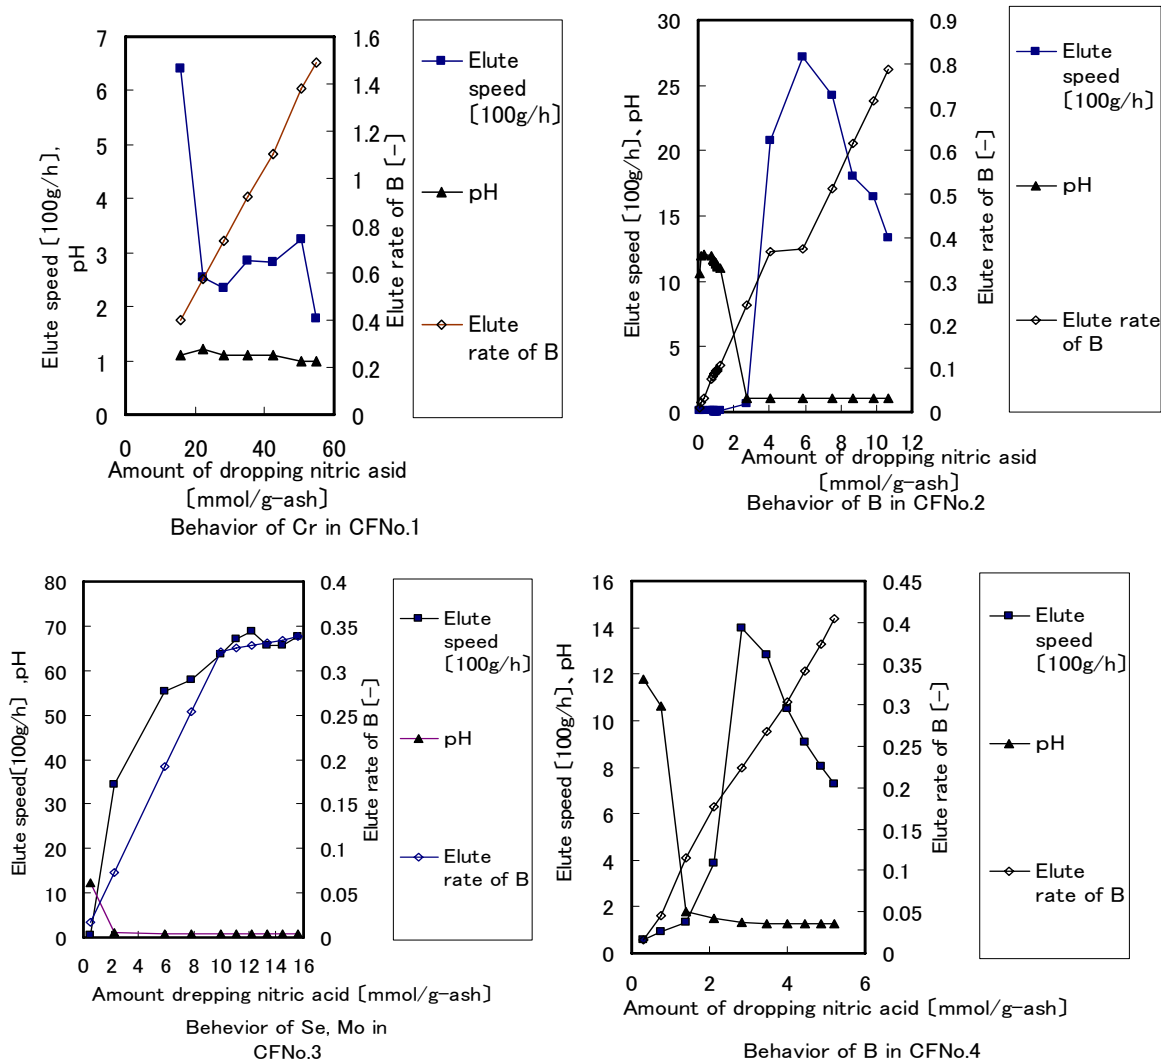 7
6
5
4
3
2
1
0
1.6
1.4
1.2
1.0
0.8
0.6
0.4
0.2
0
0
20
40
60
Elute speed [100g/h],
pH
Elute rate of B [-]
Elute
speed
[100g/h]
pH
Elute
rate of B
Amount of dropping nitric asid
[mmol/g-ash]
Behavior of Cr in CFNo.1
30
25
20
15
10
5
0
0.9
0.8
0.7
0.6
0.5
0.4
0.3
0.2
0.1
0
0
2
4
6
8
10
12
Elute speed [100g/h]、pH
Elute rate of B [-]
Elute
speed
[100g/h]
pH
Elute rate
of B
Amount of dropping nitric asid
[mmol/g-ash]
Behavior of B in CFNo.2
80
70
60
50
40
30
20
10
0
0.4
0.35
0.3
0.25
0.2
0.15
0.1
0.05
0
0
2
4
6
8
10
12
14
16
Elute speed[100g/h] ,pH
Elute rate of B [-]
Elute
speed
[100g/h]
pH
Elute
rate of B
Amount drepping nitric acid [mmol/g-ash]
Behevior of Se, Mo in
CFNo.3
16
14
12
10
8
6
4
2
0
0.45
0.4
0.35
0.3
0.25
0.2
0.15
0.1
0.05
0
0
2
4
6
Elute speed [100g/h]、pH
Elute rate of B [-]
Elute
speed
[100g/h]
pH
Elute
rate of B
Amount of dropping nitric acid [mmol/g-ash]
Behavior of B in CFNo.4